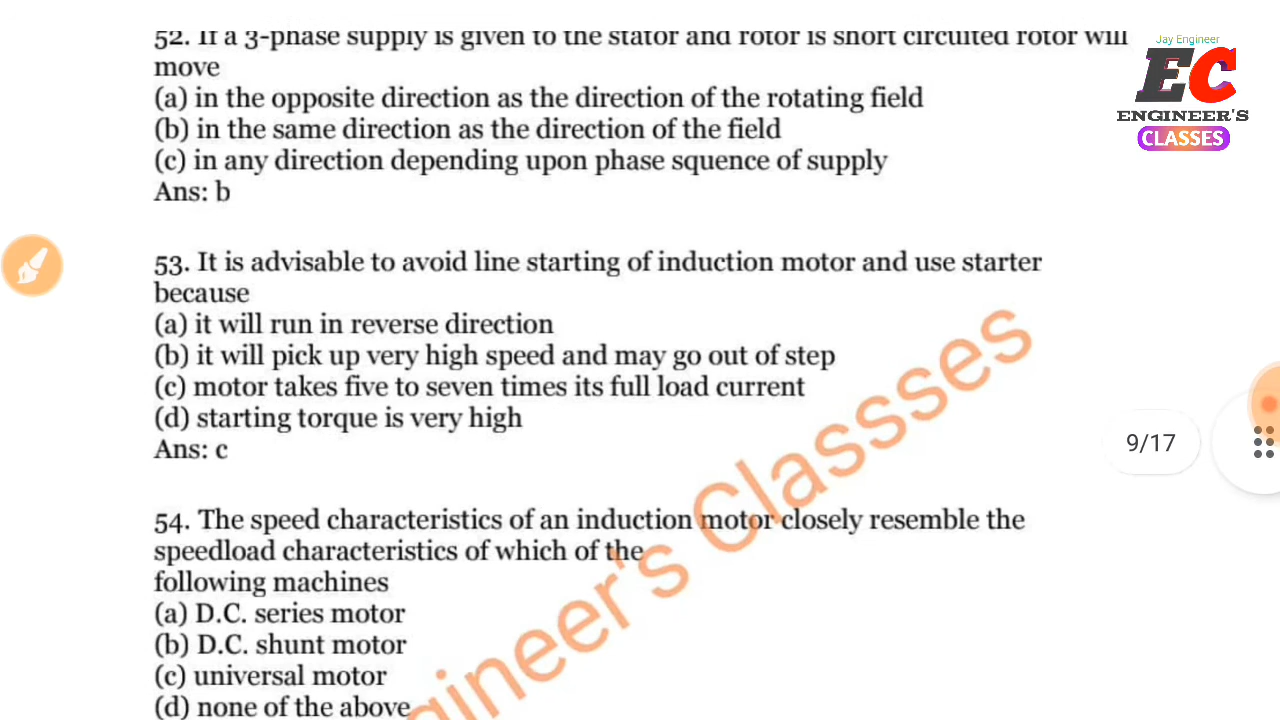 52. If a 3-phase supply is given to the stator and rotor is short circuited rotor will
move
(a) in the opposite direction as the direction of the rotating field
(b) in the same direction as the direction of the field
(c) in any direction depending upon phase squence of supply
Ans: b
53. It is advisable to avoid line starting of induction motor and use starter
because
(a) it will run in reverse direction
(b) it will pick up very high speed and may go out of step
(c) motor takes five to seven times its full load current
(d) starting torque is very high
Ans: c
54. The speed characteristics of an induction motor closely resemble the
speedload characteristics of which of the
following machines
(a) D.C. series motor
(b) D.C. shunt motor
(c) universal motor
(d) none of the above
Jay Engineer
EC
ENGINEER'S
CLASSES
9/17
gineer's Classses